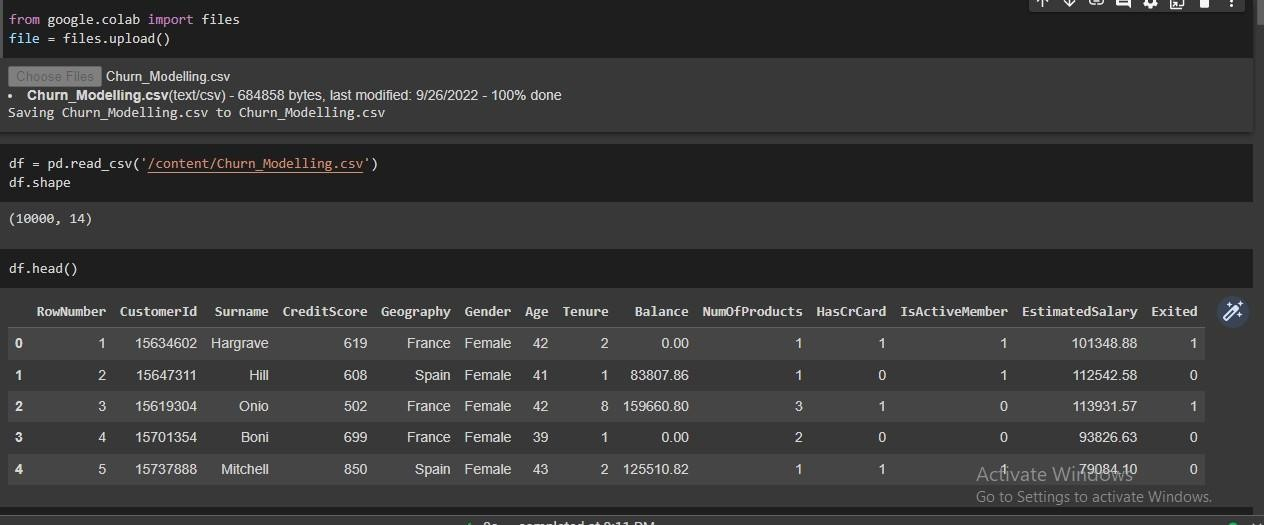 from google.colab import files
file = files.upload()
Choose Files Churn_Modelling.csv
• Churn_Modelling.csv(text/csv) - 684858 bytes, last modified: 9/26/2022 - 100% done
Saving Churn_Modelling.csv to Churn_Modelling.csv
df = pd.read_csv('/content/Churn_Modelling.csv')
df.shape
(10000, 14)
df.head()
RowNumber CustomerId Surname CreditScore Geography Gender Age Tenure Balance NumOfProducts HasCrCard IsActiveMember EstimatedSalary Exited
0 1 15634602 Hargrave 619 France Female 42 2 0.00 1 1 1 101348.88 1
1 2 15647311 Hill 608 Spain Female 41 1 83807.86 1 0 1 112542.58 0
2 3 15619304 Onio 502 France Female 42 8 159660.80 3 1 0 113931.57 1
3 4 15701354 Boni 699 France Female 39 1 0.00 2 0 0 93826.63 0
4 5 15737888 Mitchell 850 Spain Female 43 2 125510.82 1 1 1 79084.10 0
Activate Windows
Go to Settings to activate Windows.
completed at 8:11 PM